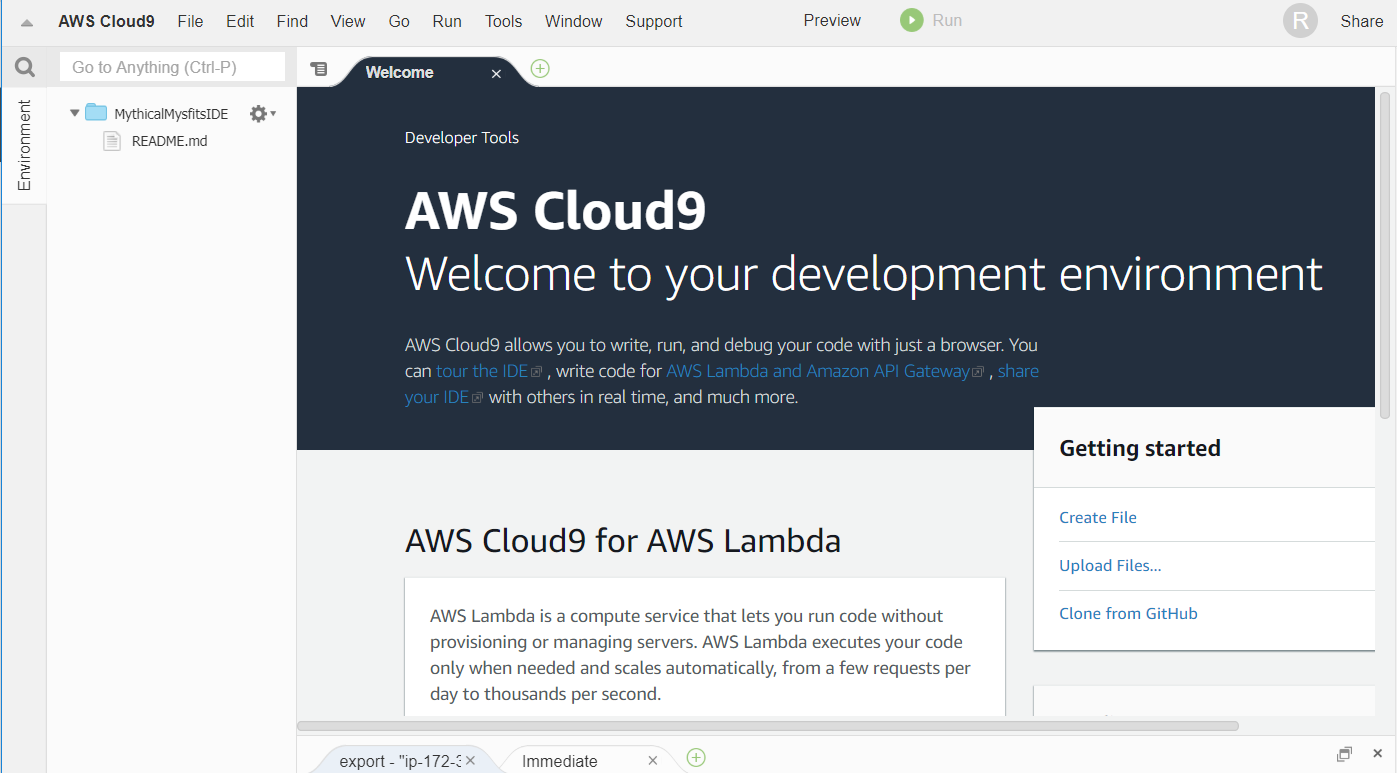 AWS Cloud9 File Edit Find View Go Run Tools Window Support Preview Run R Share
Go to Anything (Ctrl-P)
Welcome
Environment
MythicalMysfitsIDE
README.md
Developer Tools
AWS Cloud9
Welcome to your development environment
AWS Cloud9 allows you to write, run, and debug your code with just a browser. You
can tour the IDE , write code for AWS Lambda and Amazon API Gateway , share
your IDE with others in real time, and much more.
Getting started
Create File
Upload Files...
Clone from GitHub
AWS Cloud9 for AWS Lambda
AWS Lambda is a compute service that lets you run code without
provisioning or managing servers. AWS Lambda executes your code
only when needed and scales automatically, from a few requests per
day to thousands per second.
export - "ip-172-3
Immediate